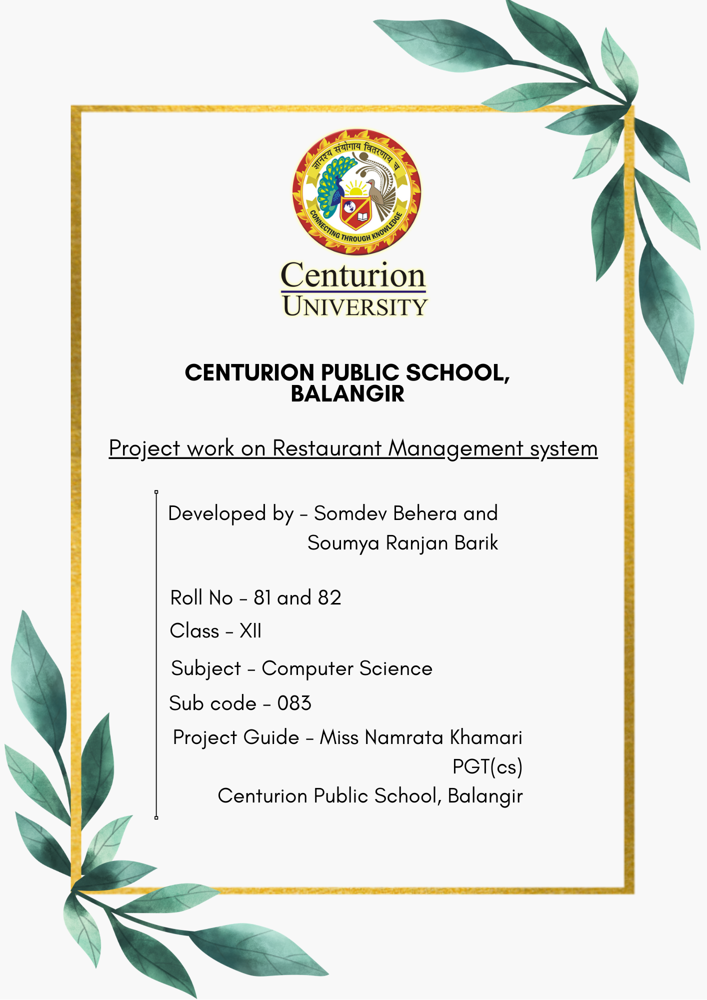 ज्ञानश्य संयोगाय वितरणाय च
CONNECTING THROUGH KNOWLEDGE
Centurion
UNIVERSITY
CENTURION PUBLIC SCHOOL,
BALANGIR
Project work on Restaurant Management system
Developed by - Somdev Behera and
Soumya Ranjan Barik
Roll No - 81 and 82
Class - XII
Subject - Computer Science
Sub code - 083
Project Guide - Miss Namrata Khamari
PGT(cs)
Centurion Public School, Balangir